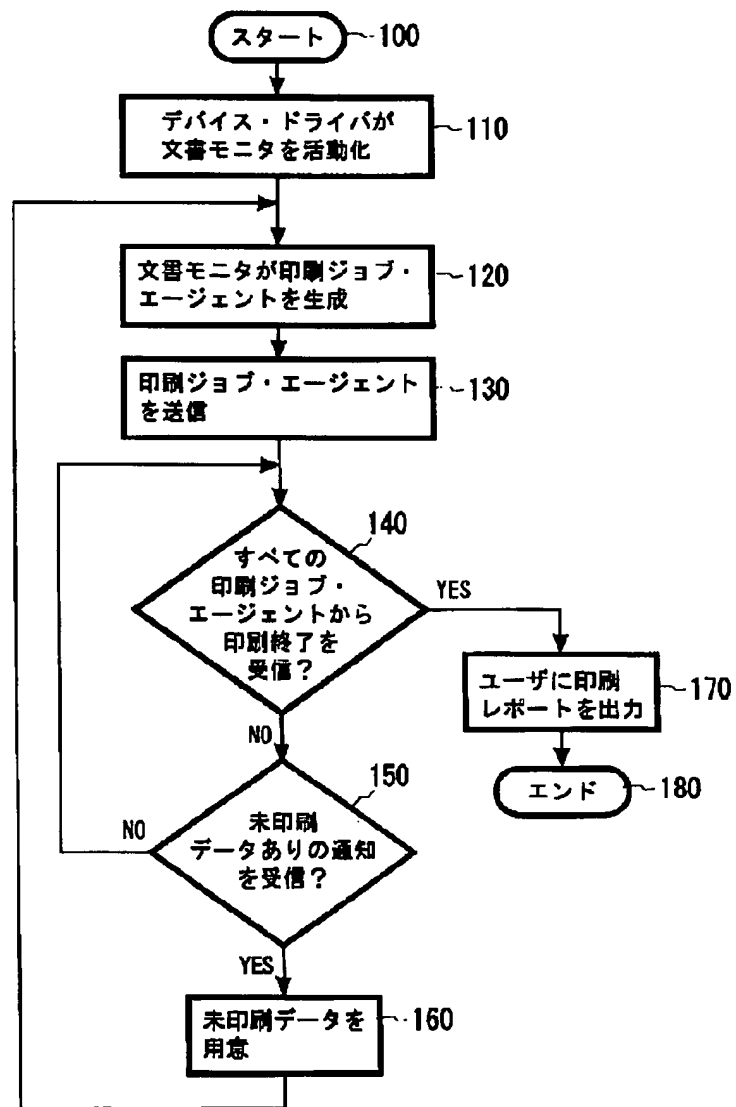 スタート
100
デバイス・ドライバが
文書モニタを活動化
110
文書モニタが印刷ジョブ・
エージェントを生成
120
印刷ジョブ・エージェント
を送信
130
140
すべての
印刷ジョブ・
エージェントから
印刷終了を
受信?
YES
ユーザに印刷
レポートを出力
170
NO
150
エンド
180
NO
未印刷
データありの通知
を受信?
YES
未印刷データを
用意
160